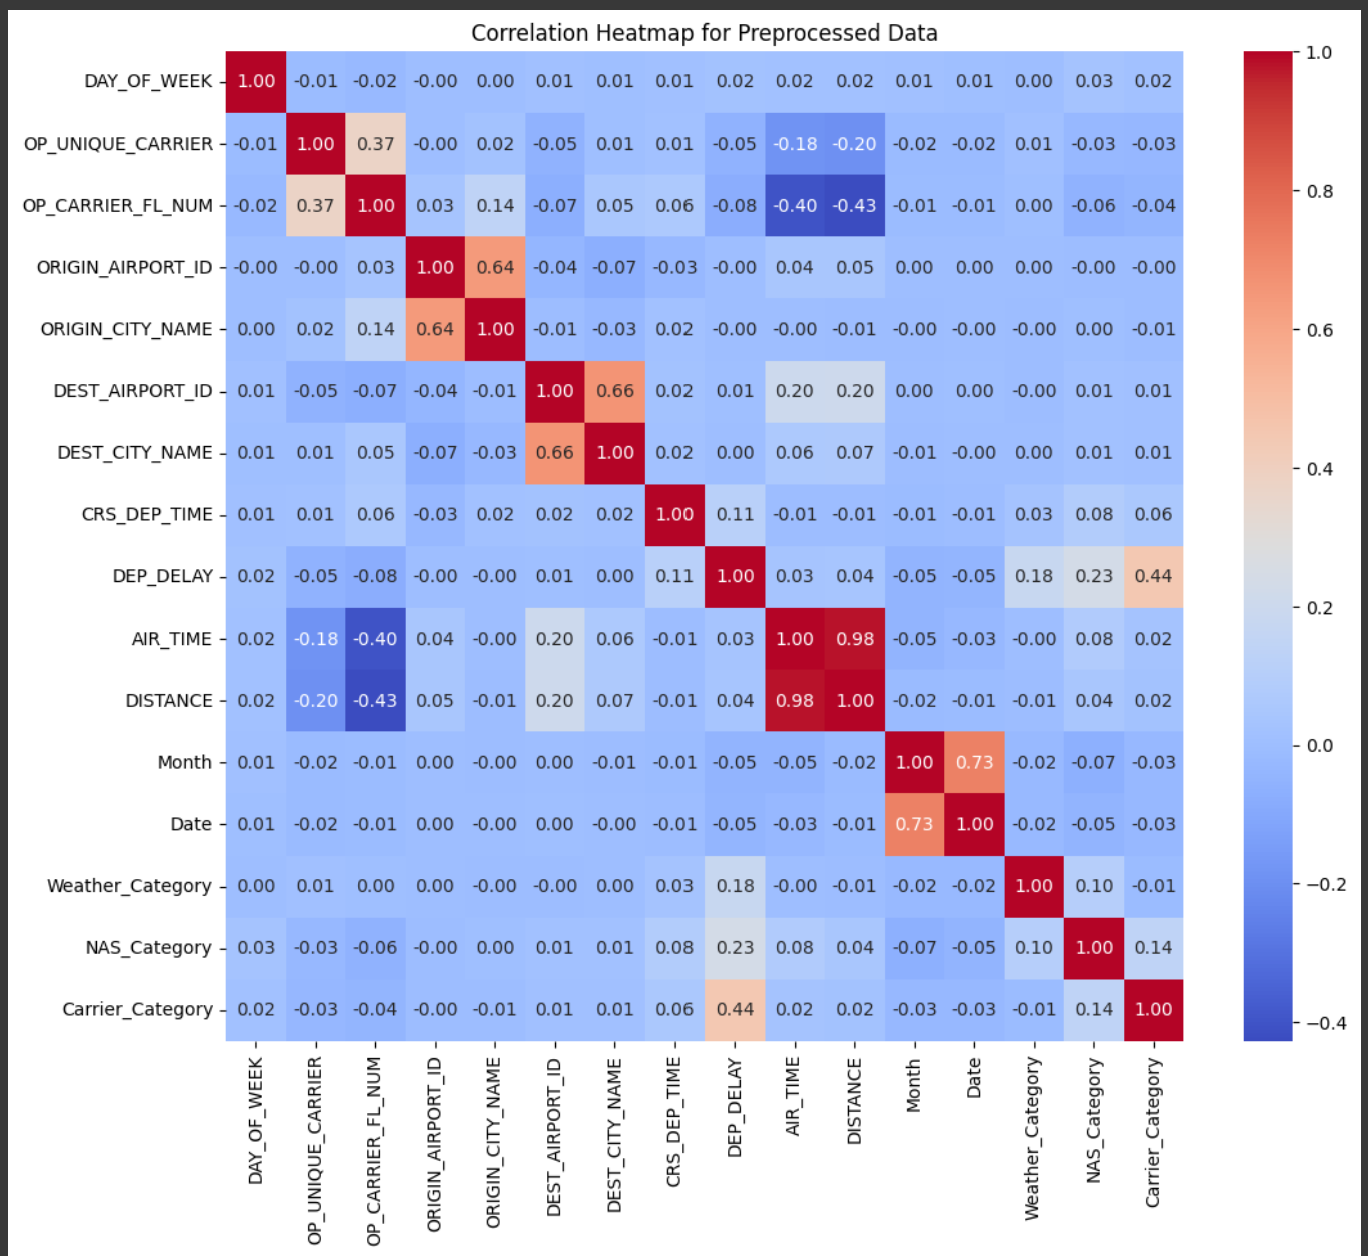 Correlation Heatmap for Preprocessed Data
DAY_OF_WEEK 1.00 -0.01 -0.02 -0.00 0.00 0.01 0.01 0.01 0.02 0.02 0.02 0.01 0.01 0.00 0.03 0.02
OP_UNIQUE_CARRIER -0.01 1.00 0.37 -0.00 0.02 -0.05 0.01 0.01 -0.05 -0.18 -0.20 -0.02 -0.02 0.01 -0.03 -0.03
OP_CARRIER_FL_NUM -0.02 0.37 1.00 0.03 0.14 -0.07 0.05 0.06 -0.08 -0.40 -0.43 -0.01 -0.01 0.00 -0.06 -0.04
ORIGIN_AIRPORT_ID -0.00 -0.00 0.03 1.00 0.64 -0.04 -0.07 -0.03 -0.00 0.04 0.05 0.00 0.00 0.00 -0.00 -0.00
ORIGIN_CITY_NAME 0.00 0.02 0.14 0.64 1.00 -0.01 -0.03 0.02 -0.00 -0.00 -0.01 -0.00 -0.00 -0.00 0.00 -0.01
DEST_AIRPORT_ID 0.01 -0.05 -0.07 -0.04 -0.01 1.00 0.66 0.02 0.01 0.20 0.20 0.00 0.00 -0.00 0.01 0.01
DEST_CITY_NAME 0.01 0.01 0.05 -0.07 -0.03 0.66 1.00 0.02 0.00 0.06 0.07 -0.01 -0.00 0.00 0.01 0.01
CRS_DEP_TIME 0.01 0.01 0.06 -0.03 0.02 0.02 0.02 1.00 0.11 -0.01 -0.01 -0.01 -0.01 0.03 0.08 0.06
DEP_DELAY 0.02 -0.05 -0.08 -0.00 -0.00 0.01 0.00 0.11 1.00 0.03 0.04 -0.05 -0.05 0.18 0.23 0.44
AIR_TIME 0.02 -0.18 -0.40 0.04 -0.00 0.20 0.06 -0.01 0.03 1.00 0.98 -0.05 -0.03 -0.00 0.08 0.02
DISTANCE 0.02 -0.20 -0.43 0.05 -0.01 0.20 0.07 -0.01 0.04 0.98 1.00 -0.02 -0.01 -0.01 0.04 0.02
Month 0.01 -0.02 -0.01 0.00 -0.00 0.00 -0.01 -0.01 -0.05 -0.05 -0.02 1.00 0.73 -0.02 -0.07 -0.03
Date 0.01 -0.02 -0.01 0.00 -0.00 0.00 -0.00 -0.01 -0.05 -0.03 -0.01 0.73 1.00 -0.02 -0.05 -0.03
Weather_Category 0.00 0.01 0.00 0.00 -0.00 -0.00 0.00 0.03 0.18 -0.00 -0.01 -0.02 -0.02 1.00 0.10 -0.01
NAS_Category 0.03 -0.03 -0.06 -0.00 0.00 0.01 0.01 0.08 0.23 0.08 0.04 -0.07 -0.05 0.10 1.00 0.14
Carrier_Category 0.02 -0.03 -0.04 -0.00 -0.01 0.01 0.01 0.06 0.44 0.02 0.02 -0.03 -0.03 -0.01 0.14 1.00
DAY_OF_WEEK
OP_UNIQUE_CARRIER
OP_CARRIER_FL_NUM
ORIGIN_AIRPORT_ID
ORIGIN_CITY_NAME
DEST_AIRPORT_ID
DEST_CITY_NAME
CRS_DEP_TIME
DEP_DELAY
AIR_TIME
DISTANCE
Month
Date
Weather_Category
NAS_Category
Carrier_Category
1.0
0.8
0.6
0.4
0.2
0.0
−0.2
−0.4